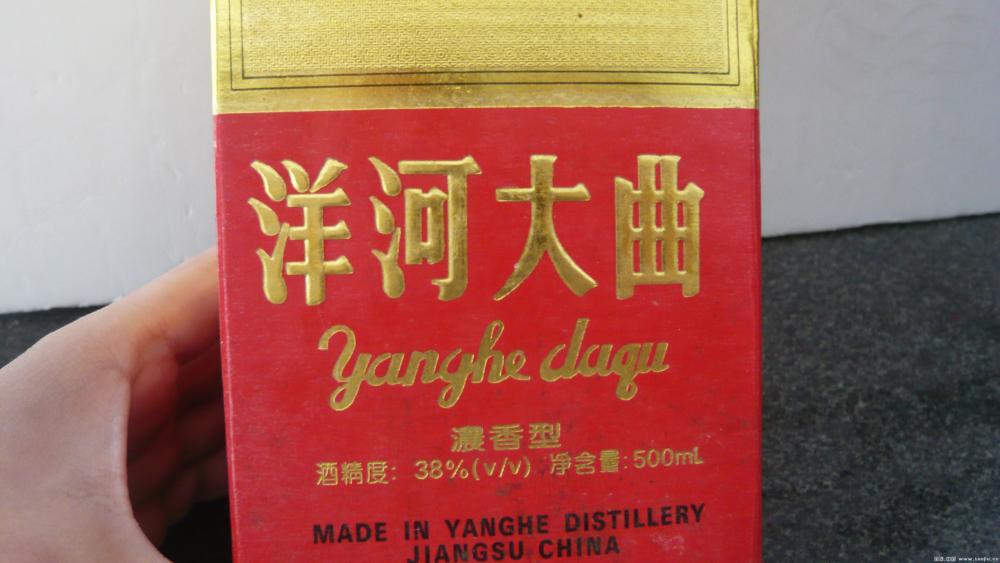 洋河大曲
Yanghe daqu
濃香型
酒精度: 38%(v/v) 净含量: 500mL
MADE IN YANGHE DISTILLERY
JIANGSU CHINA